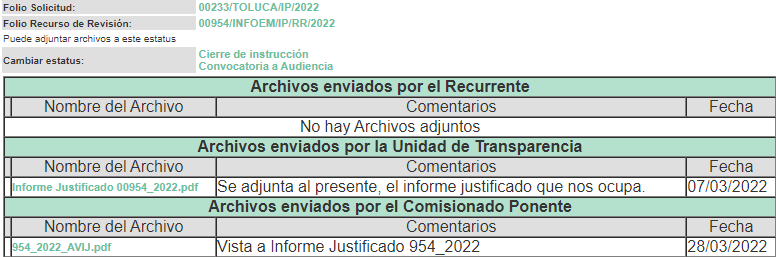 Folio Solicitud: 00233/TOLUCA/IP/2022
Folio Recurso de Revisión: 00954/INFOEM/IP/RR/2022
Puede adjuntar archivos a este estatus
Cambiar estatus: Cierre de instrucción
Convocatoria a Audiencia
Archivos enviados por el Recurrente
Nombre del Archivo Comentarios Fecha
No hay Archivos adjuntos
Archivos enviados por la Unidad de Transparencia
Nombre del Archivo Comentarios Fecha
Informe Justificado 00954_2022.pdf Se adjunta al presente, el informe justificado que nos ocupa. 07/03/2022
Archivos enviados por el Comisionado Ponente
Nombre del Archivo Comentarios Fecha
954_2022_AVIJ.pdf Vista a Informe Justificado 954_2022 28/03/2022